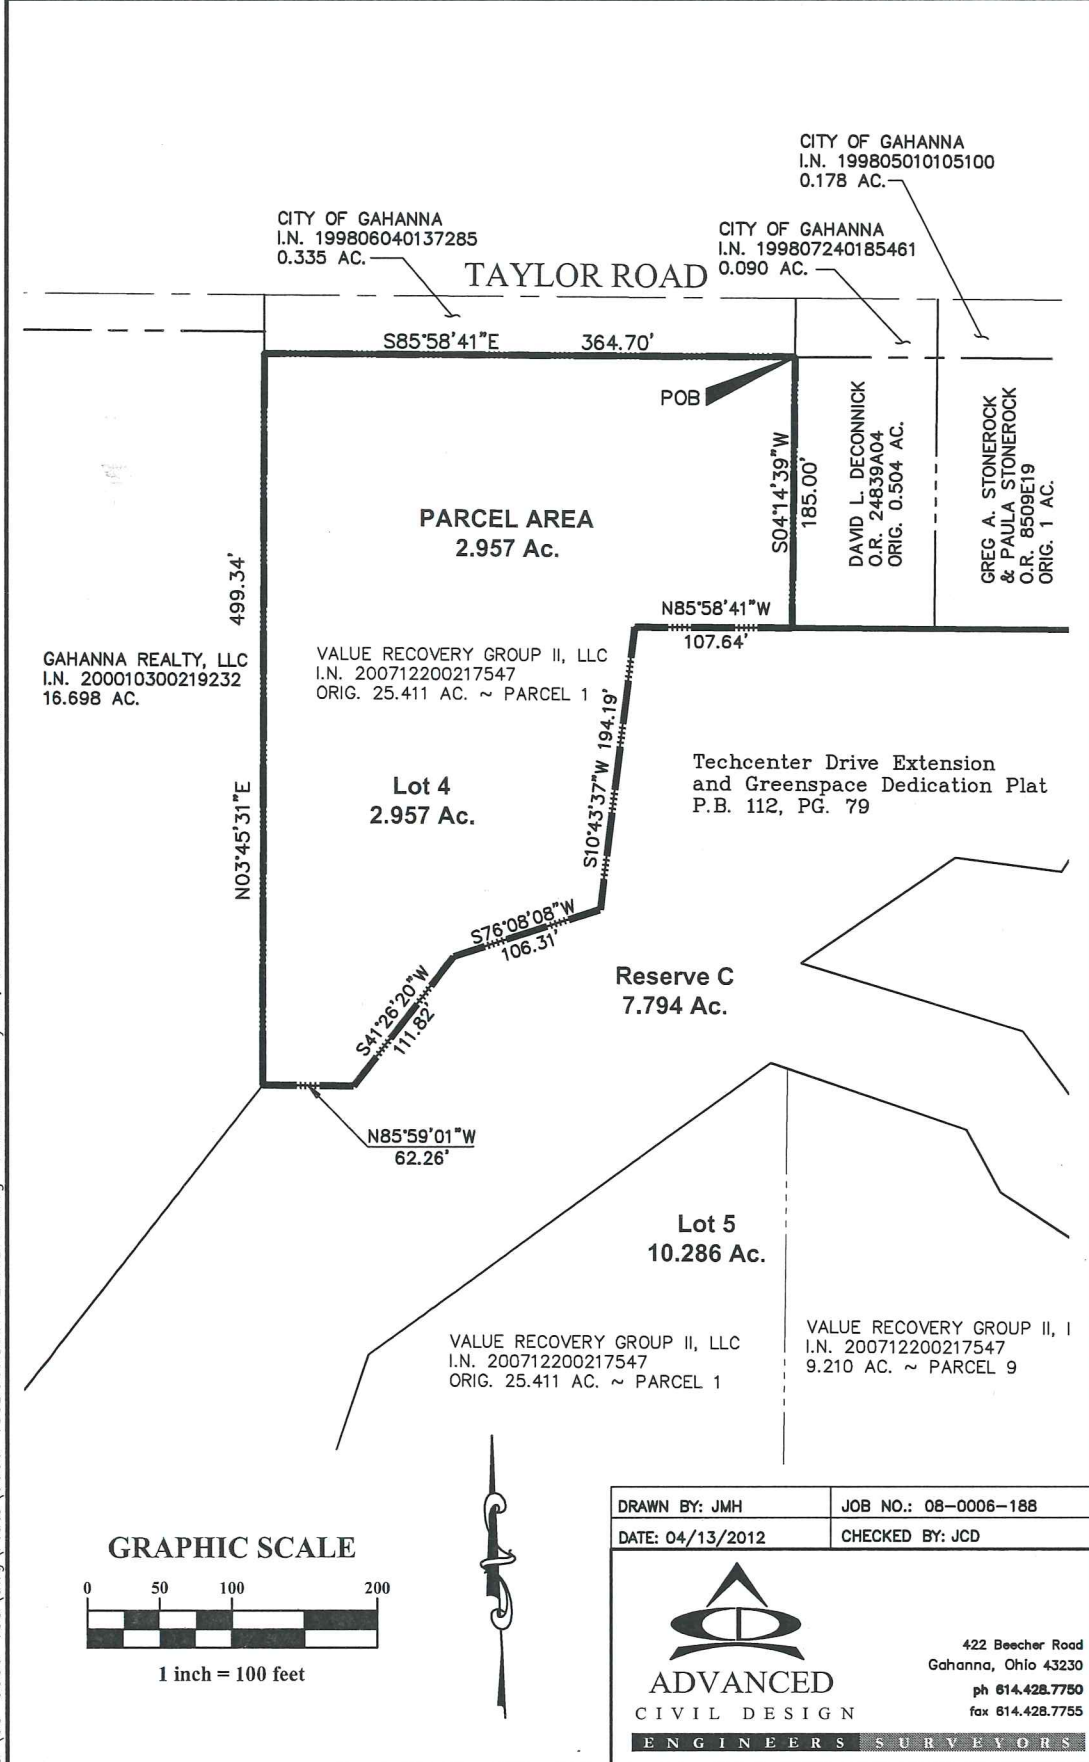 CITY OF GAHANNA
I.N. 199805010105100
0.178 AC.
CITY OF GAHANNA
I.N. 199806040137285
0.335 AC.
CITY OF GAHANNA
I.N. 199807240185461
0.090 AC.
TAYLOR ROAD
S85°58'41"E 364.70'
POB
S04°14'39"W
185.00'
DAVID L. DECONNICK
O.R. 24839A04
ORIG. 0.504 AC.
GREG A. STONEROCK
& PAULA STONEROCK
O.R. 8509E19
ORIG. 1 AC.
PARCEL AREA
2.957 Ac.
499.34'
N03°45'31"E
N85°58'41"W
107.64'
GAHANNA REALTY, LLC
I.N. 200010300219232
16.698 AC.
VALUE RECOVERY GROUP II, LLC
I.N. 200712200217547
ORIG. 25.411 AC. ~ PARCEL 1
S10°43'37"W 194.19'
Techcenter Drive Extension
and Greenspace Dedication Plat
P.B. 112, PG. 79
Lot 4
2.957 Ac.
S76°08'08"W
106.31'
Reserve C
7.794 Ac.
S41°26'20"W
111.82'
N85°59'01"W
62.26'
Lot 5
10.286 Ac.
VALUE RECOVERY GROUP II, LLC
I.N. 200712200217547
ORIG. 25.411 AC. ~ PARCEL 1
VALUE RECOVERY GROUP II, 
I.N. 200712200217547
9.210 AC. ~ PARCEL 9
GRAPHIC SCALE
0 50 100 200
1 inch = 100 feet
DRAWN BY: JMH
JOB NO.: 08-0006-188
DATE: 04/13/2012
CHECKED BY: JCD
ADVANCED
CIVIL DESIGN
422 Beecher Road
Gahanna, Ohio 43230
ph 614.428.7750
fax 614.428.7755
ENGINEERS SURVEYORS